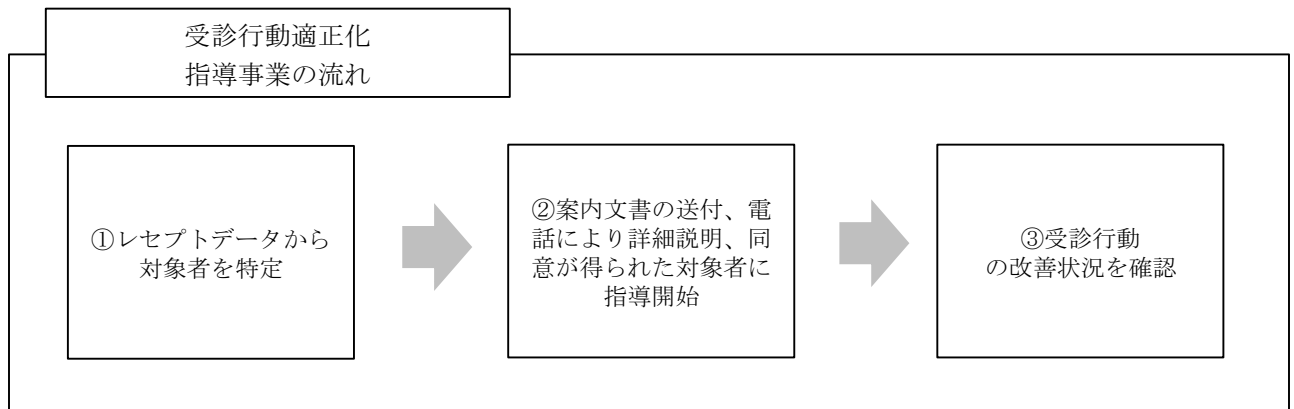 受診行動適正化
指導事業の流れ
①レセプトデータから
対象者を特定
②案内文書の送付、電
話により詳細説明、同
意が得られた対象者に
指導開始
③受診行動
の改善状況を確認